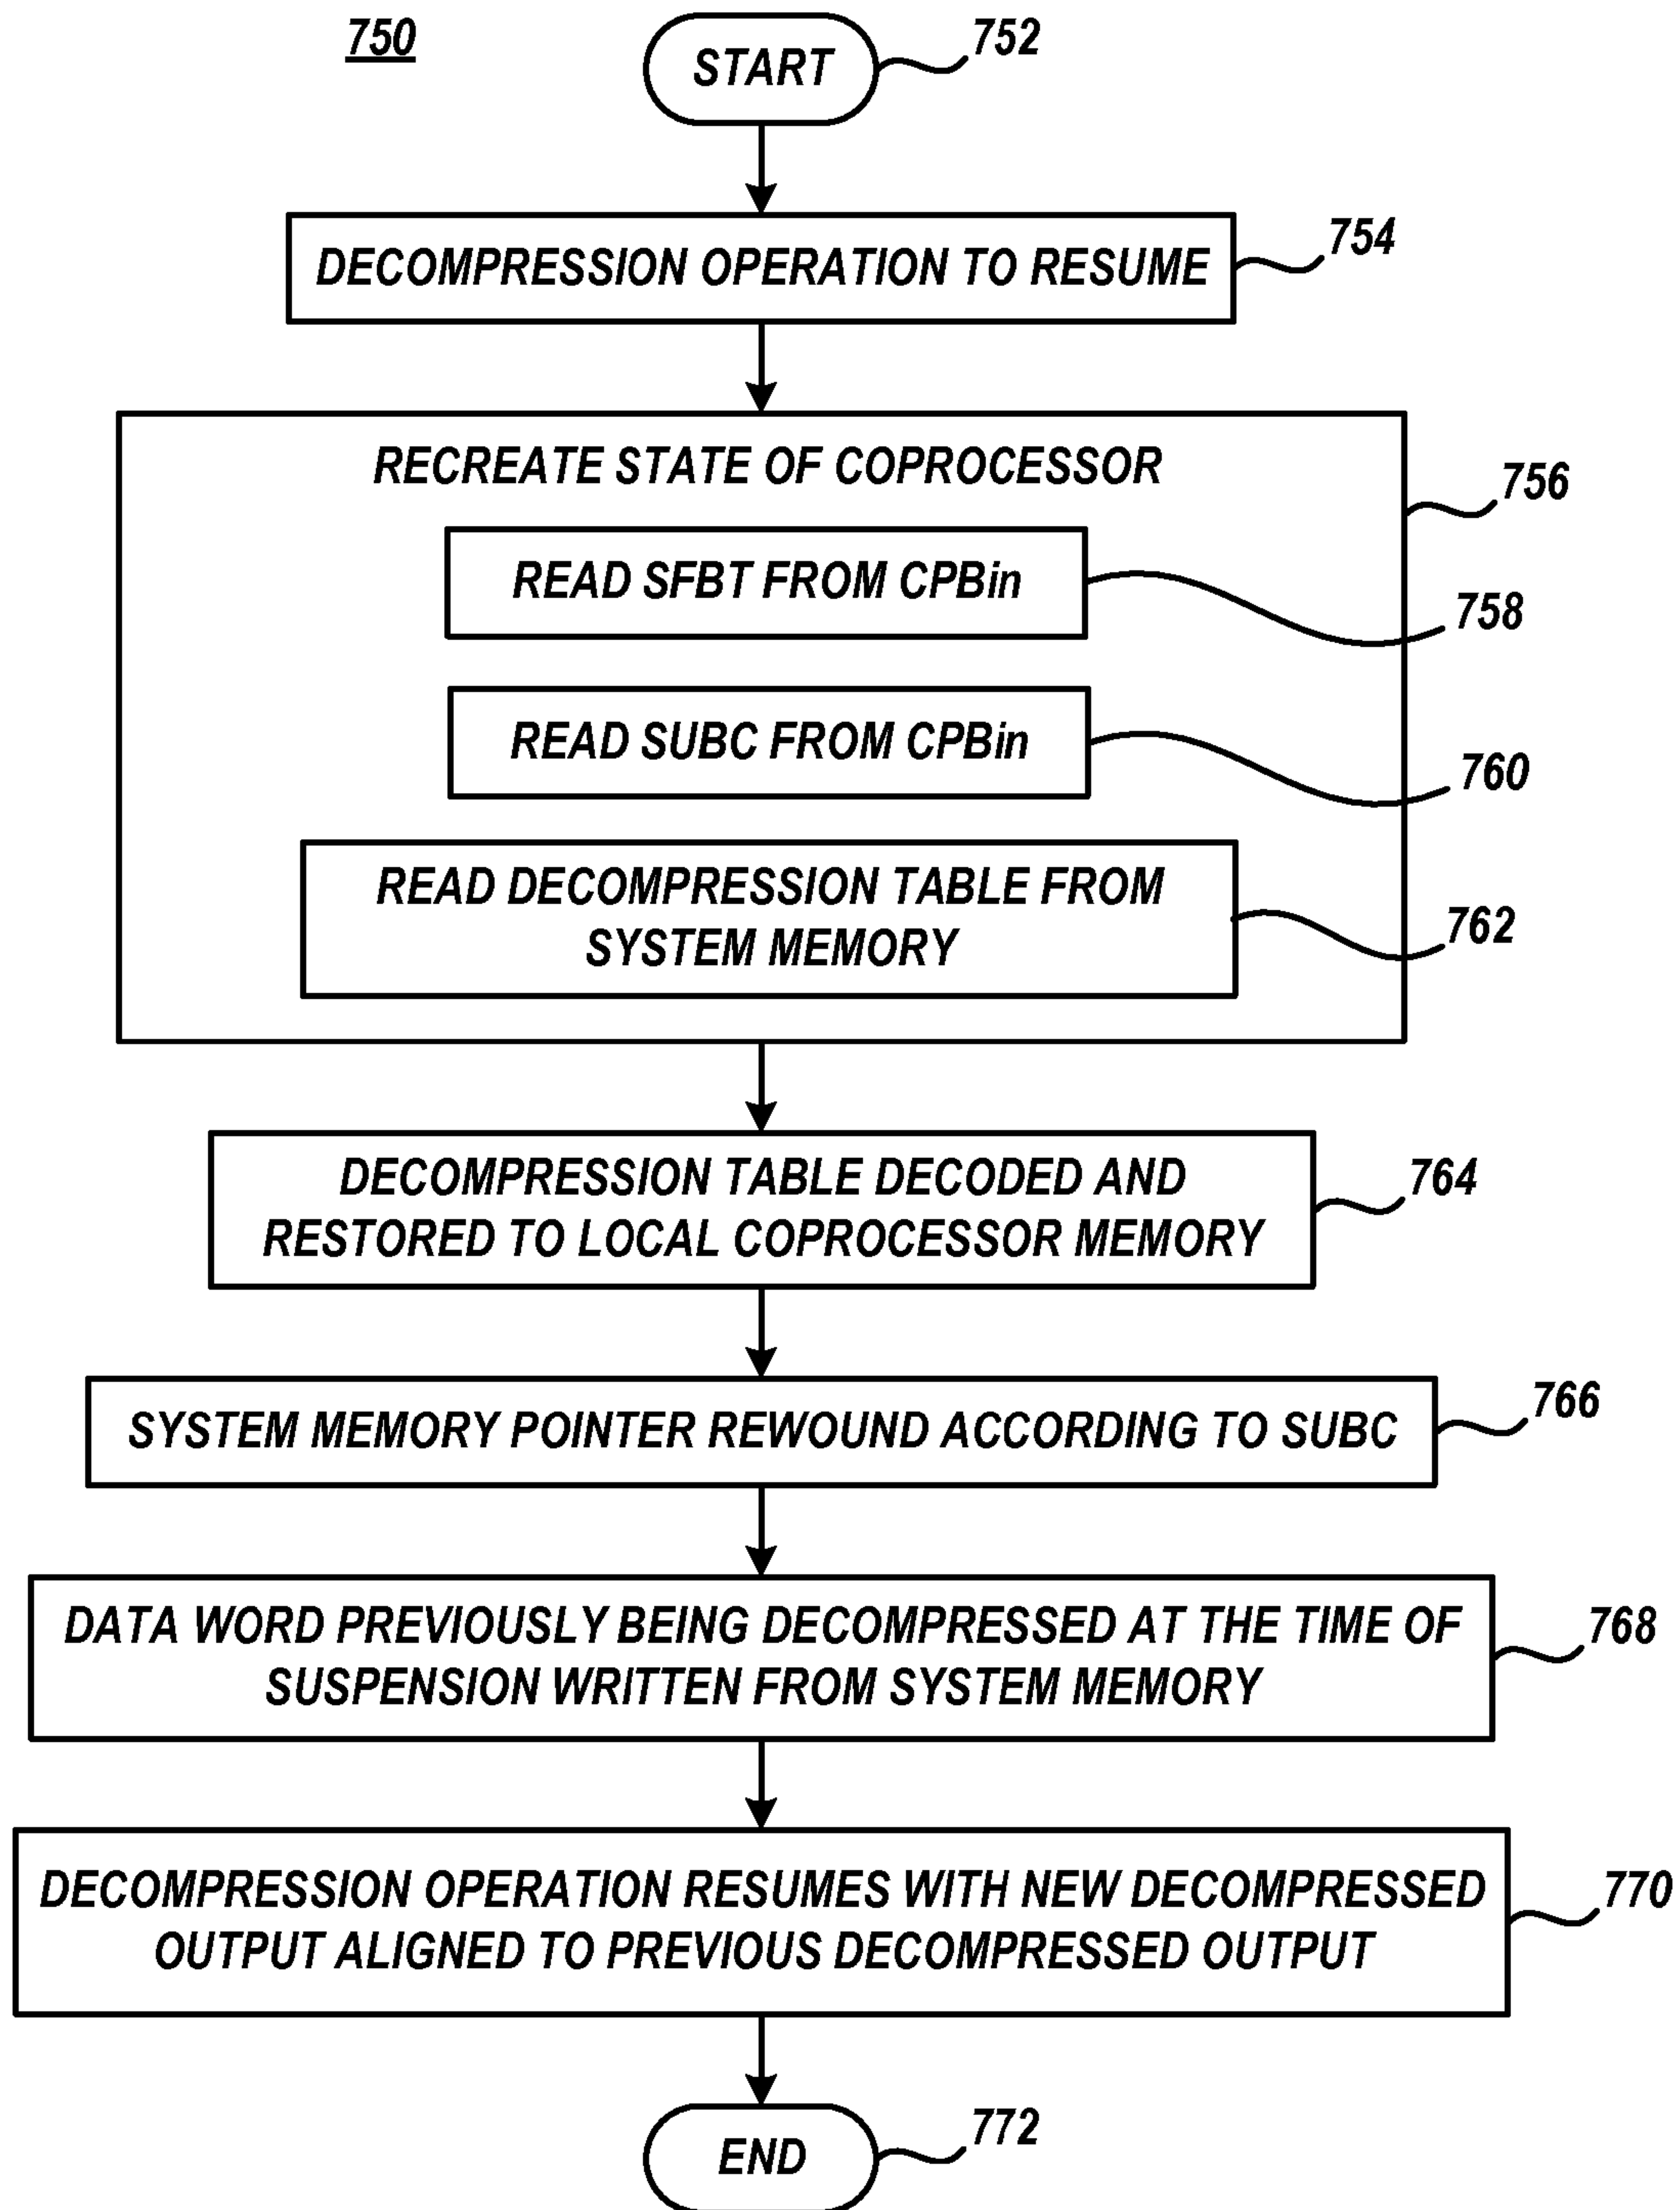 750
START
752
DECOMPRESSION OPERATION TO RESUME
754
RECREATE STATE OF COPROCESSOR
756
READ SFBT FROM CPBin
758
READ SUBC FROM CPBin
760
READ DECOMPRESSION TABLE FROM
SYSTEM MEMORY
762
DECOMPRESSION TABLE DECODED AND
RESTORED TO LOCAL COPROCESSOR MEMORY
764
SYSTEM MEMORY POINTER REWOUND ACCORDING TO SUBC
766
DATA WORD PREVIOUSLY BEING DECOMPRESSED AT THE TIME OF
SUSPENSION WRITTEN FROM SYSTEM MEMORY
768
DECOMPRESSION OPERATION RESUMES WITH NEW DECOMPRESSED
OUTPUT ALIGNED TO PREVIOUS DECOMPRESSED OUTPUT
770
END
772